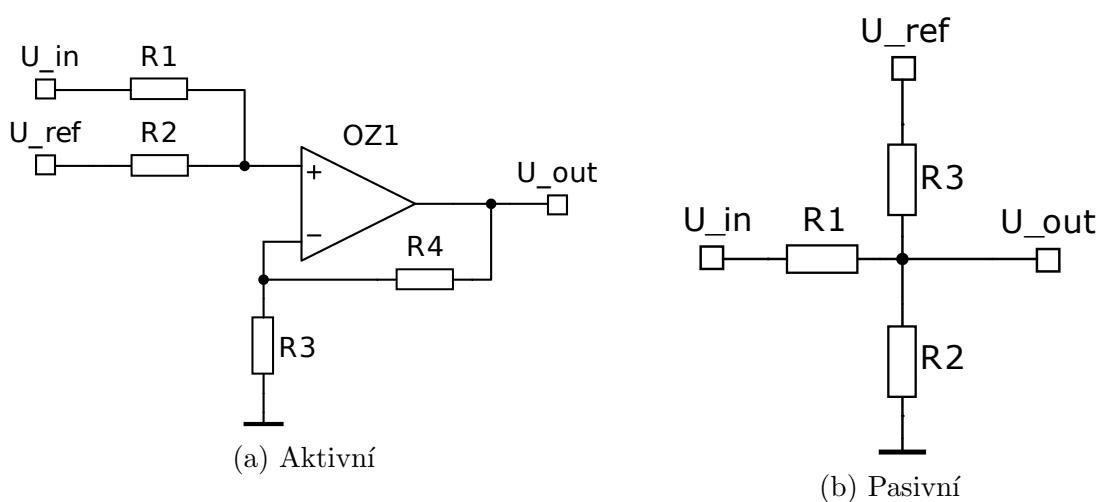 U_in
R1
U_ref
R2
OZ1
+
−
U_out
R4
R3
(a) Aktivní
U_ref
R3
U_in
R1
U_out
R2
(b) Pasivní